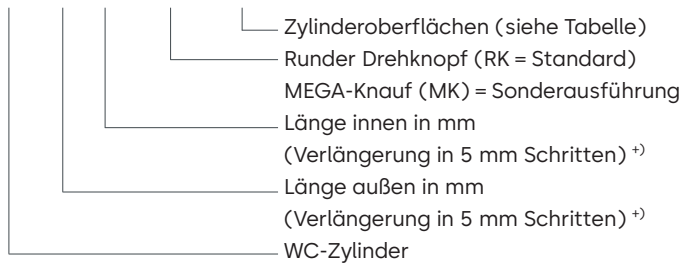 Zylinderoberflächen (siehe Tabelle)
Runder Drehknopf (RK = Standard)
MEGA-Knauf (MK) = Sonderausführung
Länge innen in mm
(Verlängerung in 5 mm Schritten) +)
Länge außen in mm
(Verlängerung in 5 mm Schritten) +)
WC-Zylinder